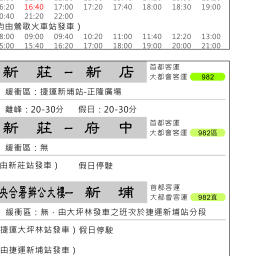 6:20 16:40 17:00 17:20 17:40 18:00 18:30 19:00
0:40 21:20 22:00
均由鶯歌火車站發車）
8:00 09:00 09:40 10:20 11:00 11:40 12:20 13:00
5:00 15:40 16:20 17:00 18:00 19:00 20:00 21:00
新 莊 － 新 店
首都客運
大都會客運 982
緩衝區：捷運新埔站-正隆廣場
離峰：20-30分 假日：20-30分
新 莊 － 府 中
首都客運
大都會客運 982區
緩衝區：無
由新莊站發車） 假日停駛
央合署辦公大樓－ 新 埔
首都客運
大都會客運 982直
緩衝區：無，由大坪林發車之班次於捷運新埔站分段
捷運大坪林站發車）假日停駛
由捷運新埔站發車）